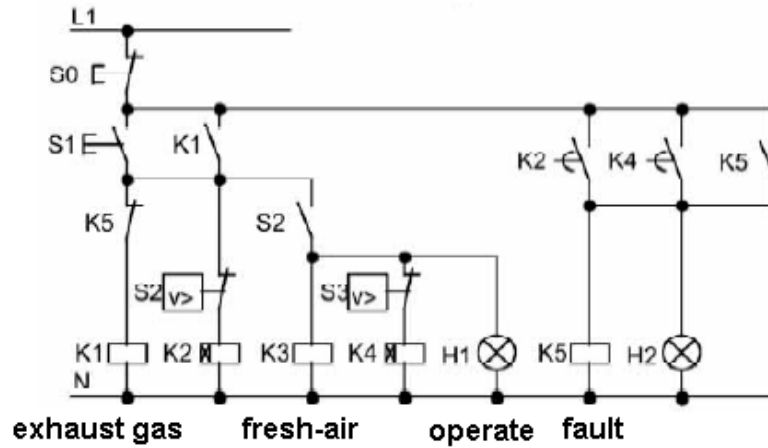 L1
S0
S1 K1 K2 K4 K5
K5 S2
S2 v> S3 v>
K1 K2 K3 K4 H1 K5 H2
N
exhaust gas fresh-air operate fault